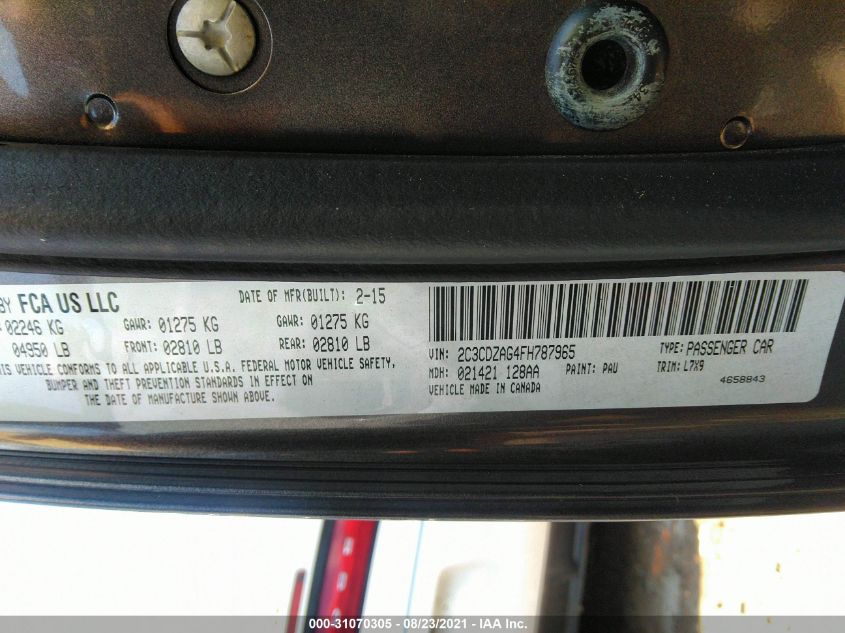 BY FCA US LLC DATE OF MFR(BUILT): 2-15
02246 KG GAWR: 01275 KG GAWR: 01275 KG
04950 LB FRONT: 02810 LB REAR: 02810 LB
THIS VEHICLE CONFORMS TO ALL APPLICABLE U.S.A. FEDERAL MOTOR VEHICLE SAFETY,
BUMPER AND THEFT PREVENTION STANDARDS IN EFFECT ON
THE DATE OF MANUFACTURE SHOWN ABOVE.
VIN: 2C3CDZAG4FH787965 TYPE: PASSENGER CAR
MDH: 021421 128AA PAINT: PAU TRIM: L7X9
VEHICLE MADE IN CANADA 4658843
000-31070305 - 08/23/2021 - IAA Inc.